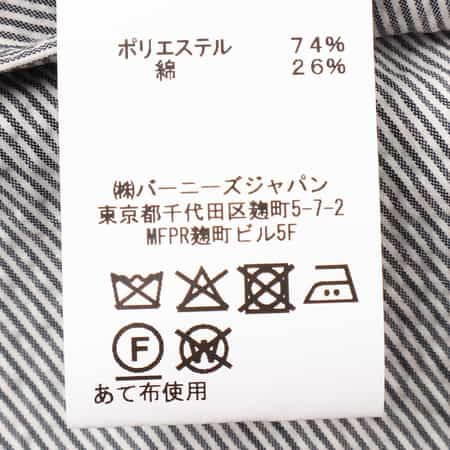 ポリエステル 74%
綿 26%
㈱バーニーズジャパン
東京都千代田区麹町5-7-2
MFPR麹町ビル5F
F W
あて布使用